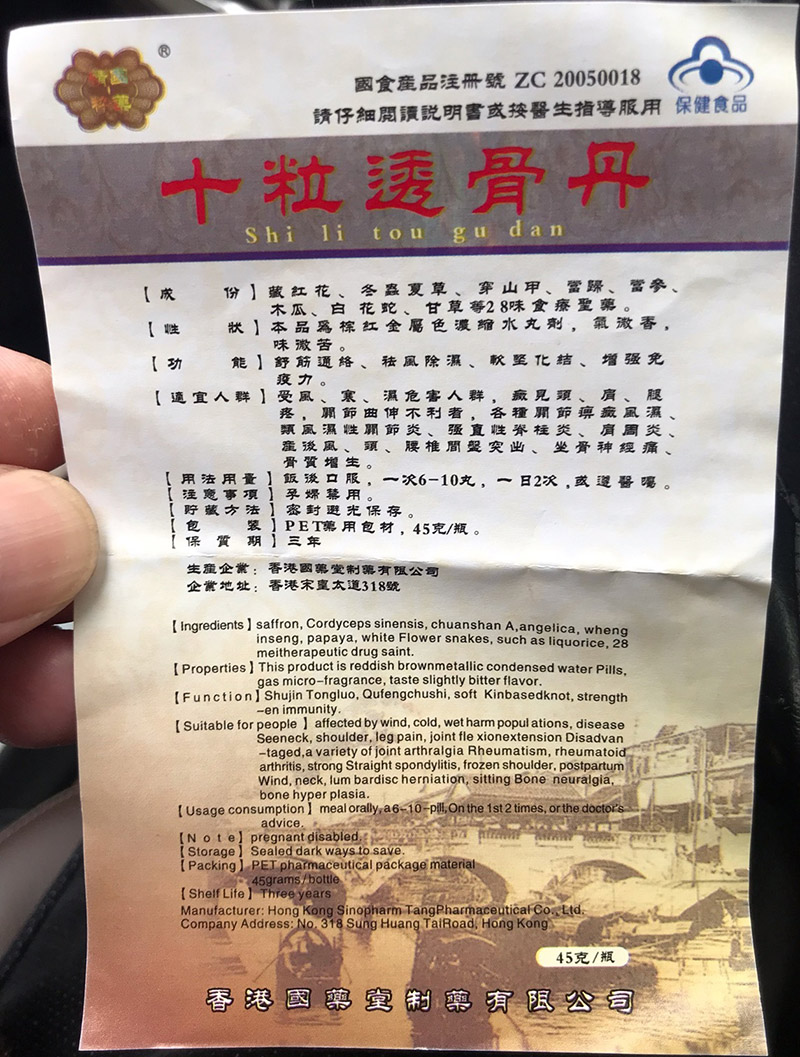 國藥
®
國食産品注册號 ZC 20050018
請仔細閲讀説明書或按醫生指導服用
保健食品
十粒透骨丹
Shi li tou gu dan
【成 份】藏红花、冬蟲夏草、穿山甲、當歸、當參、
木瓜、白花蛇、甘草等28味食療聖藥。
【性 狀】本品爲棕紅金屬色濃缩水丸劑，氣微香，
味微苦。
【功 能】舒筋通絡、祛風除濕、軟堅化結、增强免
疫力。
【適宜人群】受風、寒、濕危害人群，癥見頸、肩、腿
疼，關節曲伸不利者，各種關節痹癥風濕、
類風濕性關節炎、强直性脊柱炎、肩周炎、
産後風、頸、腰椎間盤突出、坐骨神經痛、
骨質增生。
【用法用量】飯後口服，一次6-10丸，一日2次，或遵醫囑。
【注意事項】孕婦禁用。
【貯藏方法】密封避光保存。
【包 裝】PET藥用包材，45克/瓶。
【保質期】三年
生産企業：香港國藥堂制藥有限公司
企業地址：香港宋皇太道318號
【Ingredients】saffron, Cordyceps sinensis, chuanshan A,angelica, wheng
inseng, papaya, white Flower snakes, such as liquorice, 28
meitherapeutic drug saint.
【Properties】This product is reddish brownmetallic condensed water Pills,
gas micro-fragrance, taste slightly bitter flavor.
【Function】Shujin Tongluo, Qufengchushi, soft Kinbasedknot, strength
-en immunity.
【Suitable for people】affected by wind, cold, wet harm popul ations, disease
Seeneck, shoulder, leg pain, joint fle xionextension Disadvan
-taged,a variety of joint arthralgia Rheumatism, rheumatoid
arthritis, strong Straight spondylitis, frozen shoulder, postpartum
Wind, neck, lum bardisc herniation, sitting Bone neuralgia,
bone hyper plasia.
【Usage consumption】meal orally, a 6-10-pill,On the 1st 2 times, or the doctor's
advice.
【Note】pregnant disabled.
【Storage】Sealed dark ways to save.
【Packing】PET pharmaceutical package material
45grams/bottle
【Shelf Life】Three years
Manufacturer: Hong Kong Sinopharm TangPharmaceutical Co., Ltd.
Company Address: No. 318 Sung Huang TaiRoad, Hong Kong
45克/瓶
香港國藥堂制藥有限公司